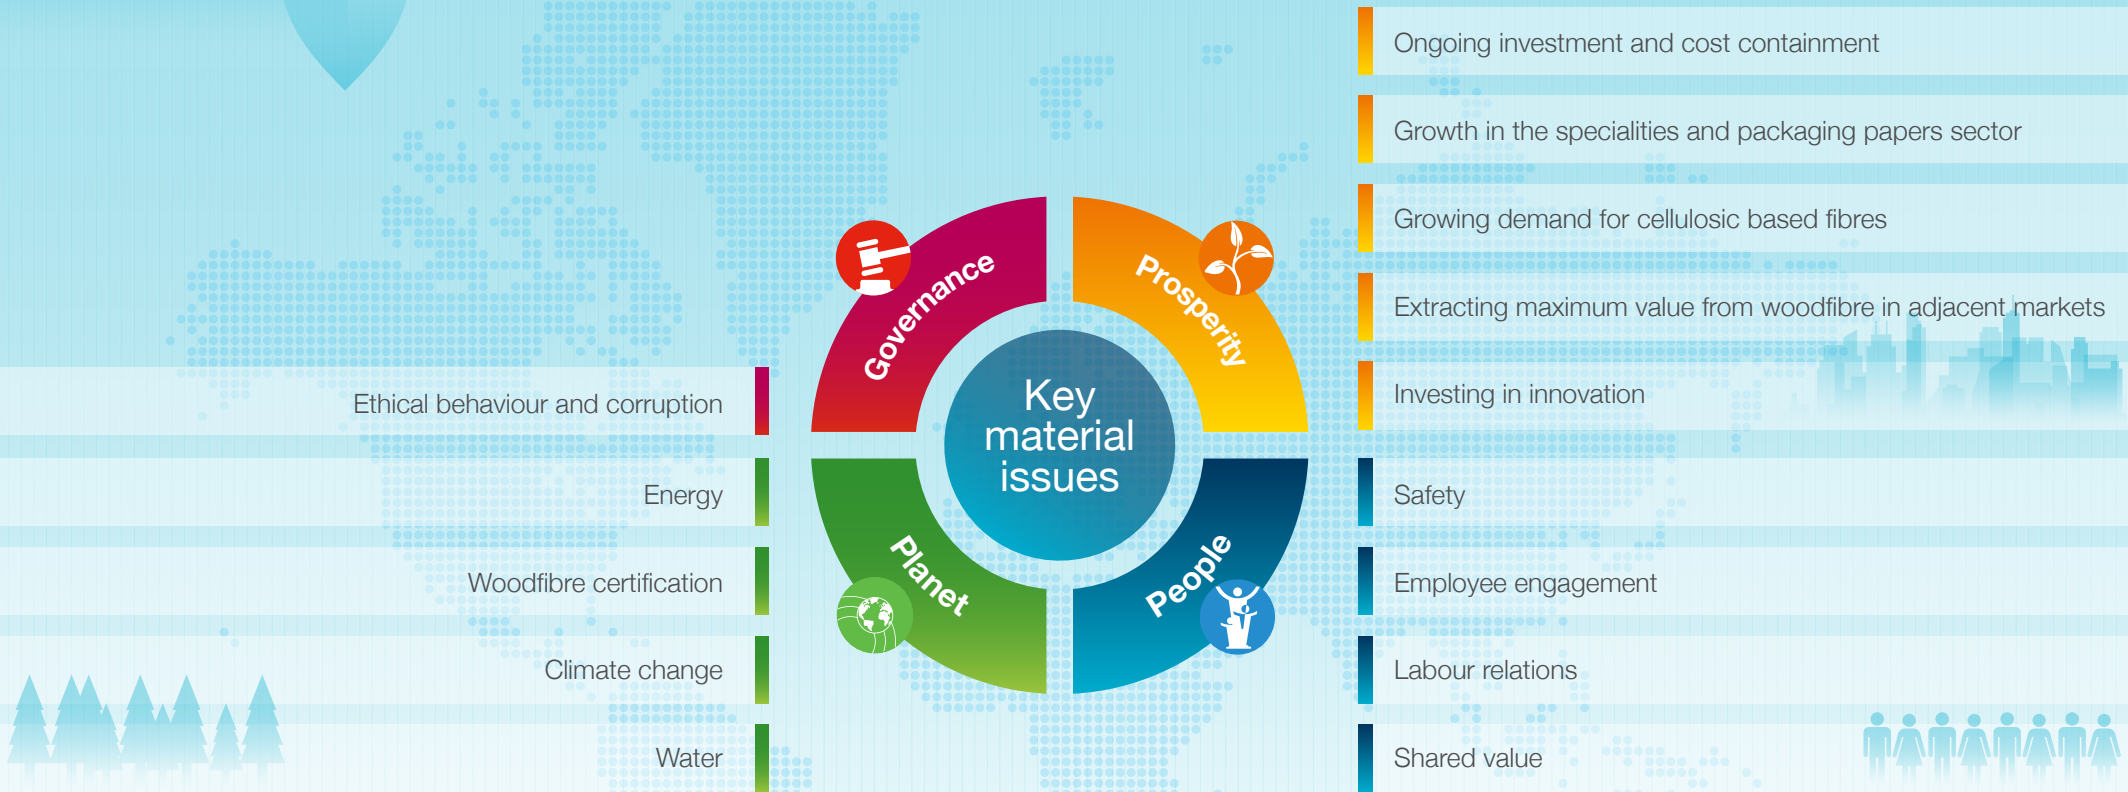 Ongoing investment and cost containment
Growth in the specialities and packaging papers sector
Growing demand for cellulosic based fibres
Extracting maximum value from woodfibre in adjacent markets
Investing in innovation
Governance
Prosperity
Key
material
issues
Planet
People
Ethical behaviour and corruption
Energy
Woodfibre certification
Climate change
Water
Safety
Employee engagement
Labour relations
Shared value